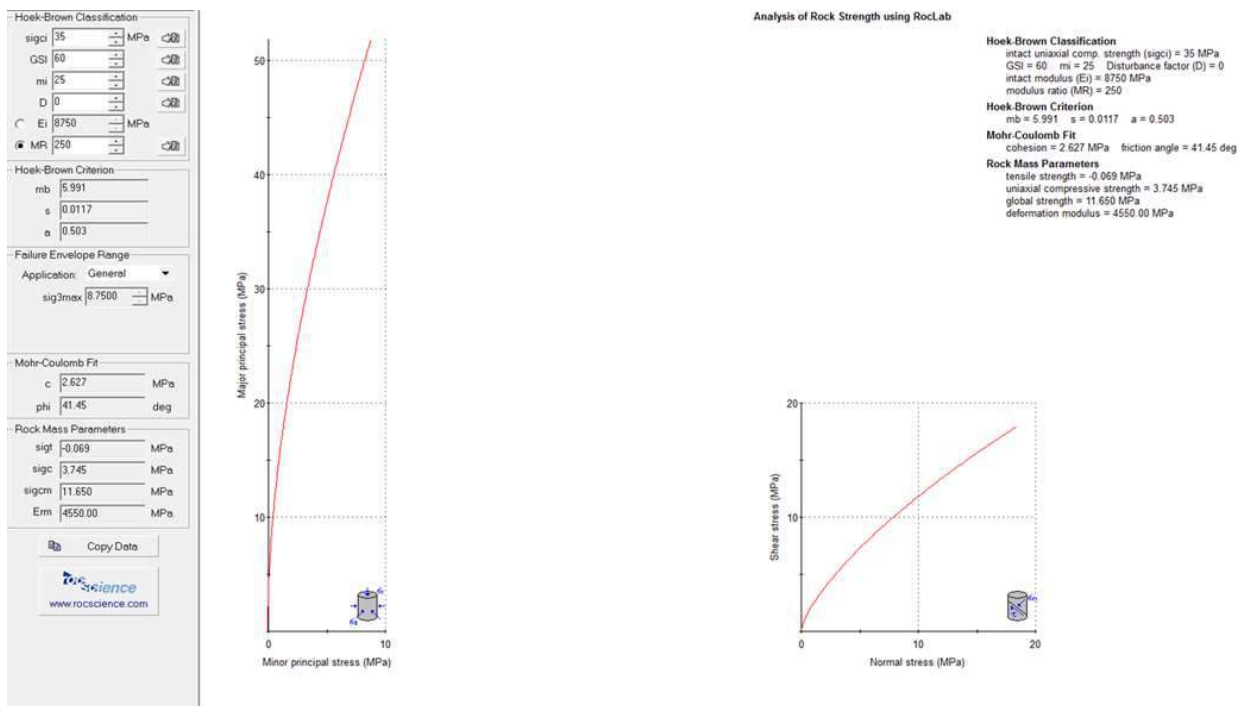 Hoek-Brown Classification
sigci 35 MPa
GSI 60
mi 25
D 0
Ei 8750 MPa
MR 250
Hoek-Brown Criterion
mb 5.991
s 0.0117
a 0.503
Failure Envelope Range
Application: General
sig3max 8.7500 MPa
Mohr-Coulomb Fit
c 2.627 MPa
phi 41.45 deg
Rock Mass Parameters
sigt -0.069 MPa
sigc 3.745 MPa
sigcm 11.650 MPa
Erm 4550.00 MPa
Copy Data
rocscience
www.rocscience.com
Major principal stress (MPa)
50
40
30
20
10
0 10
Minor principal stress (MPa)
Analysis of Rock Strength using RocLab
Hoek-Brown Classification
intact uniaxial comp. strength (sigci) = 35 MPa
GSI = 60 mi = 25 Disturbance factor (D) = 0
intact modulus (Ei) = 8750 MPa
modulus ratio (MR) = 250
Hoek-Brown Criterion
mb = 5.991 s = 0.0117 a = 0.503
Mohr-Coulomb Fit
cohesion = 2.627 MPa friction angle = 41.45 deg
Rock Mass Parameters
tensile strength = -0.069 MPa
uniaxial compressive strength = 3.745 MPa
global strength = 11.650 MPa
deformation modulus = 4550.00 MPa
Shear stress (MPa)
20
10
0 10 20
Normal stress (MPa)